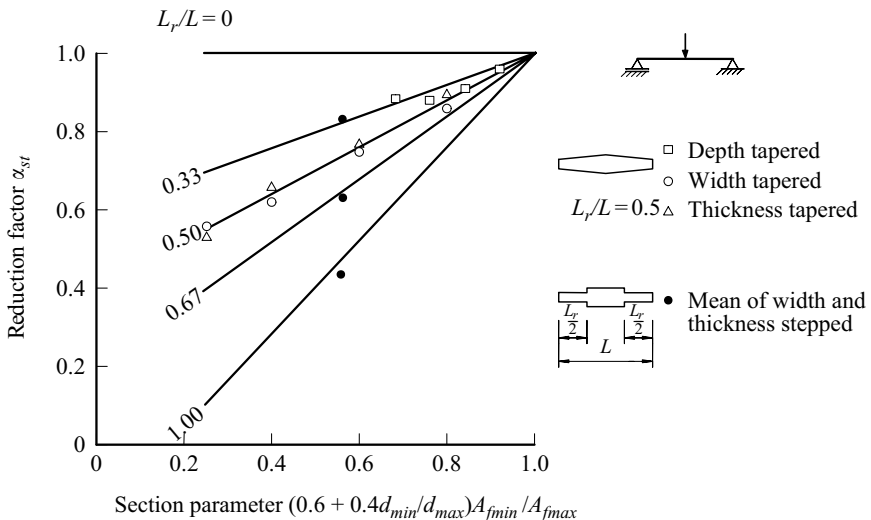 L_r/L = 0
1.0
0.8
0.6
0.4
0.2
0
Reduction factor α_st
0.33
0.50
0.67
1.00
0
0.2
0.4
0.6
0.8
1.0
Section parameter (0.6 + 0.4d_min/d_max)A_fmin/A_fmax
Depth tapered
Width tapered
L_r/L = 0.5
Thickness tapered
Mean of width and
thickness stepped
L_r/2
L_r/2
L